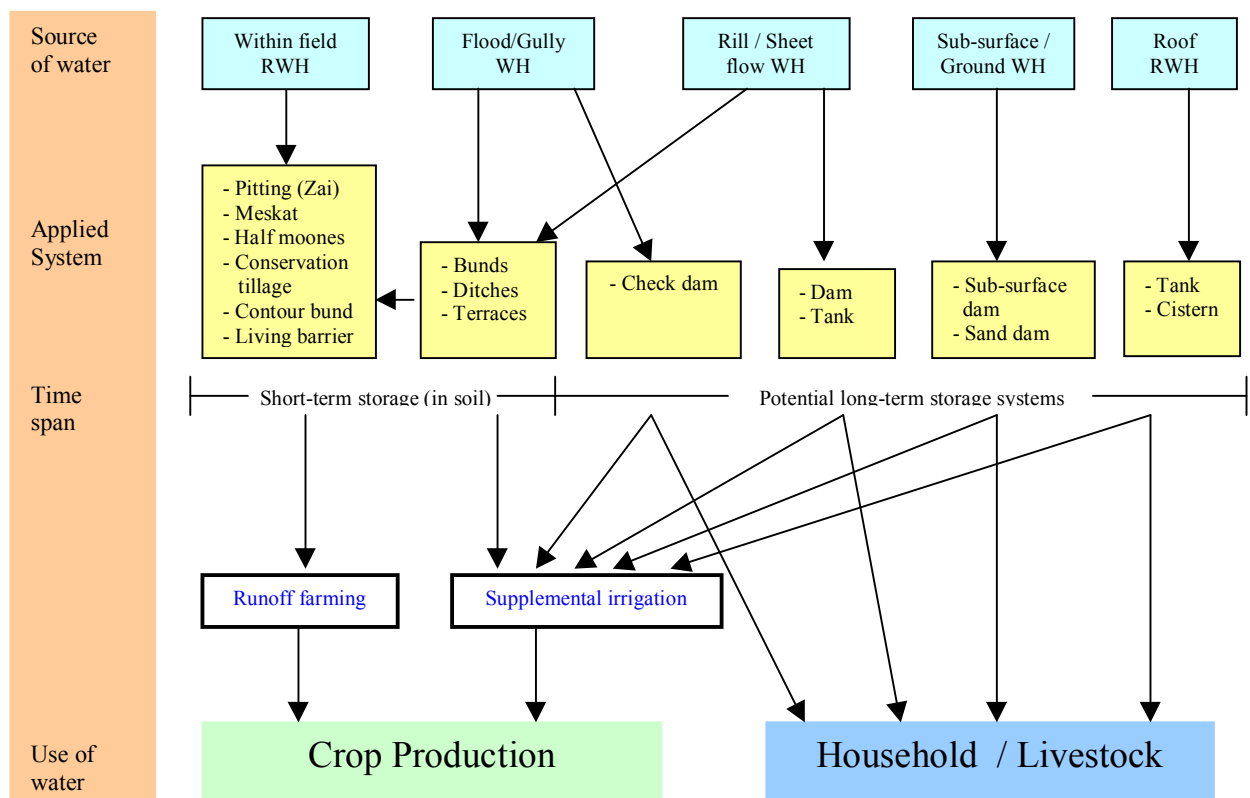 Source
of water
Within field
RWH
Flood/Gully
WH
Rill / Sheet
flow WH
Sub-surface /
Ground WH
Roof
RWH
Applied
System
- Pitting (Zai)
- Meskat
- Half moones
- Conservation
tillage
- Contour bund
- Living barrier
- Bunds
- Ditches
- Terraces
- Check dam
- Dam
- Tank
- Sub-surface
dam
- Sand dam
- Tank
- Cistern
Time
span
Short-term storage (in soil)
Potential long-term storage systems
Runoff farming
Supplemental irrigation
Use of
water
Crop Production
Household / Livestock